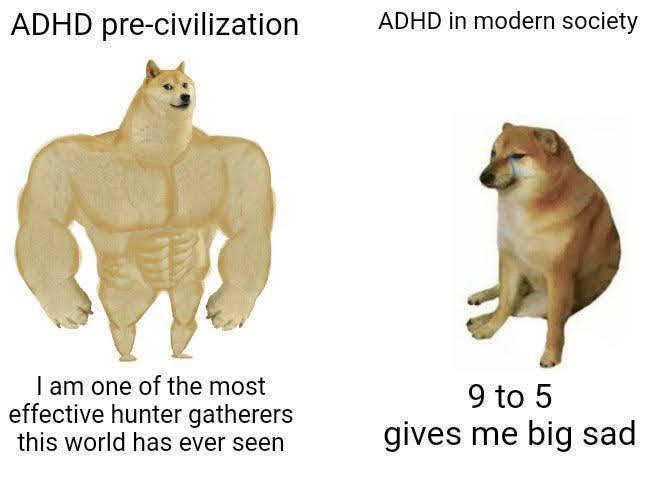 ADHD pre-civilization
ADHD in modern society
I am one of the most
effective hunter gatherers
this world has ever seen
9 to 5
gives me big sad